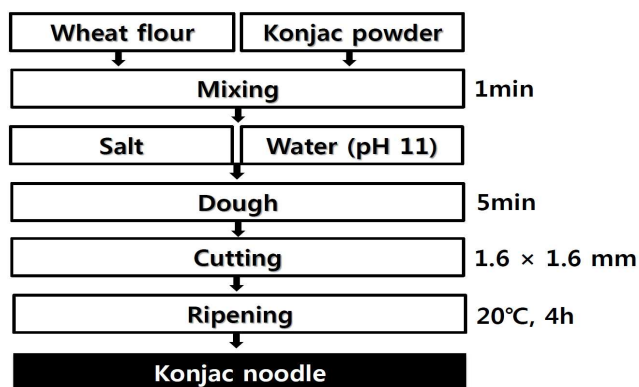 Wheat flour Konjac powder
Mixing 1min
Salt Water (pH 11)
Dough 5min
Cutting 1.6 × 1.6 mm
Ripening 20℃, 4h
Konjac noodle